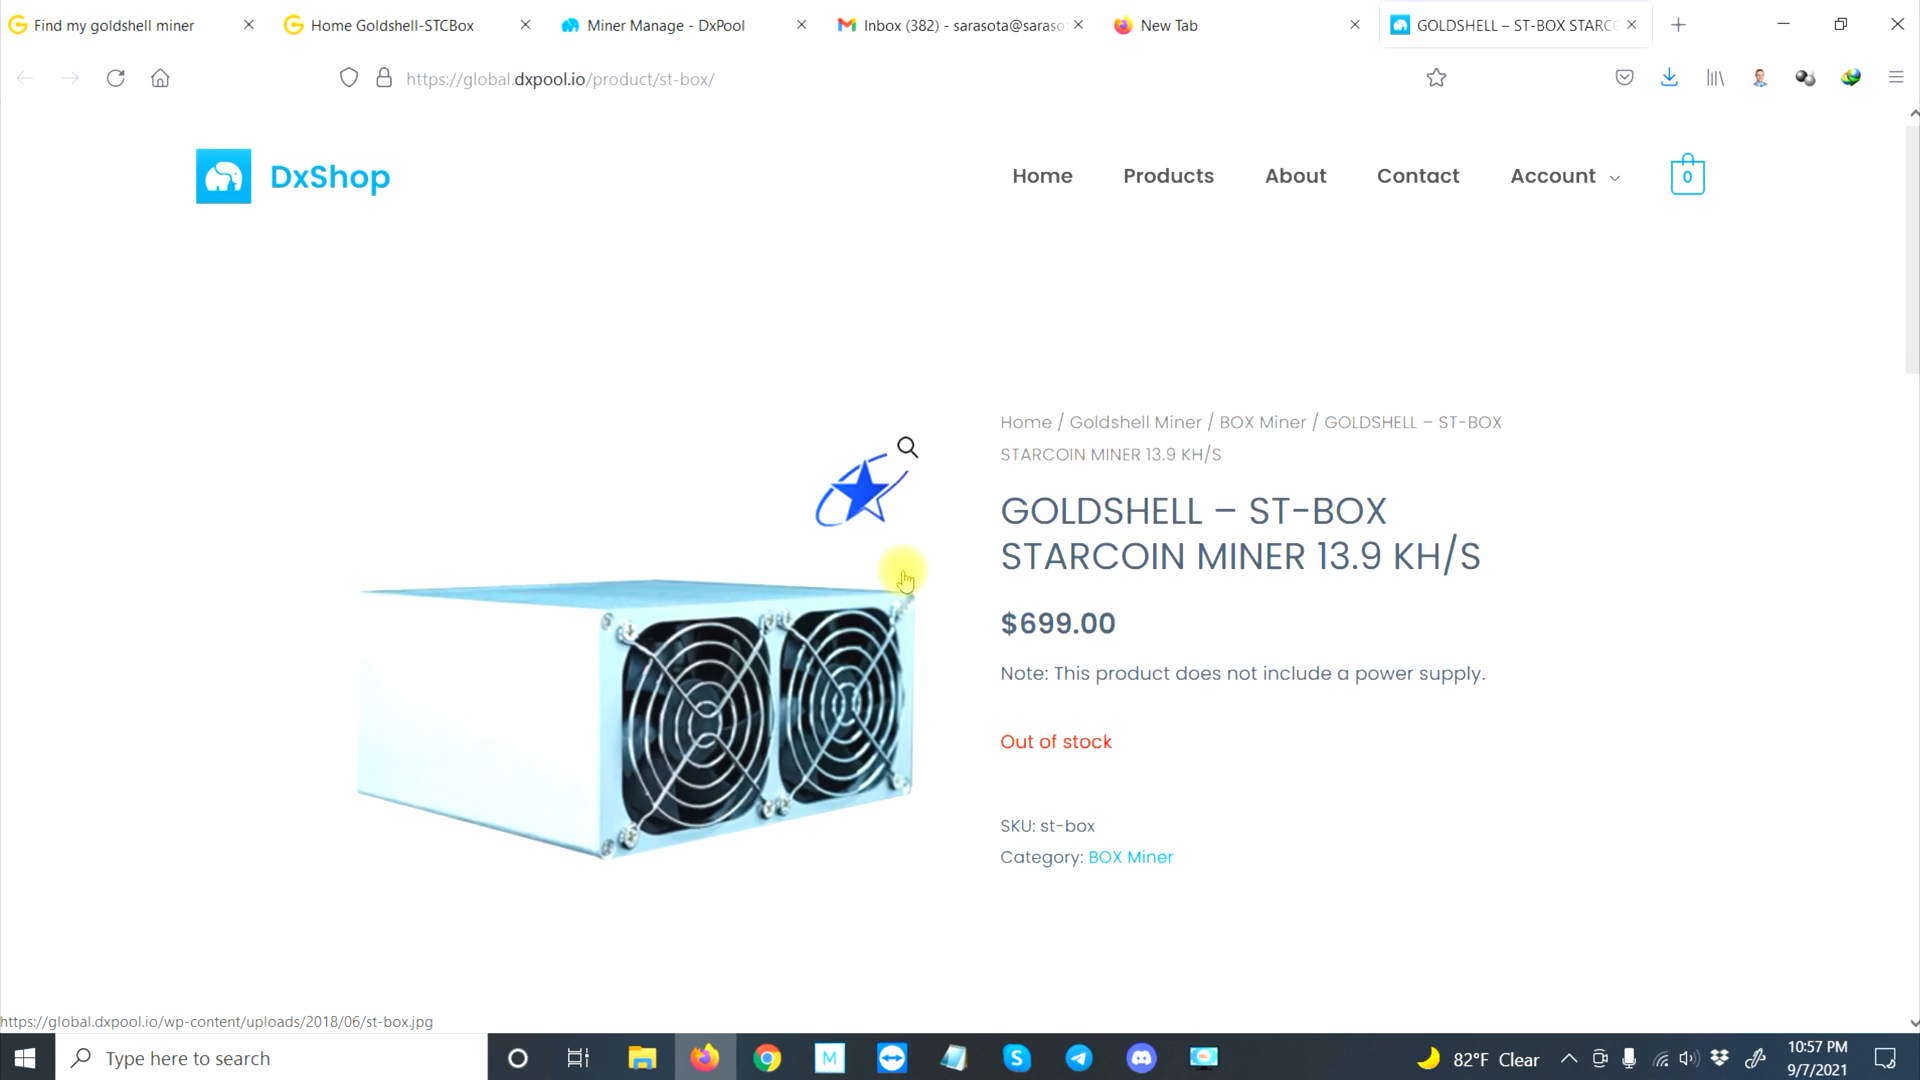 Find my goldshell miner
Home Goldshell-STCBox
Miner Manage - DxPool
Inbox (382) - sarasota@saraso
New Tab
GOLDSHELL – ST-BOX STARC
https://global.dxpool.io/product/st-box/
DxShop
Home
Products
About
Contact
Account
0
Home / Goldshell Miner / BOX Miner / GOLDSHELL – ST-BOX
STARCOIN MINER 13.9 KH/S
GOLDSHELL – ST-BOX
STARCOIN MINER 13.9 KH/S
$699.00
Note: This product does not include a power supply.
Out of stock
SKU: st-box
Category: BOX Miner
https://global.dxpool.io/wp-content/uploads/2018/06/st-box.jpg
Type here to search
M
S
82°F Clear
10:57 PM
9/7/2021